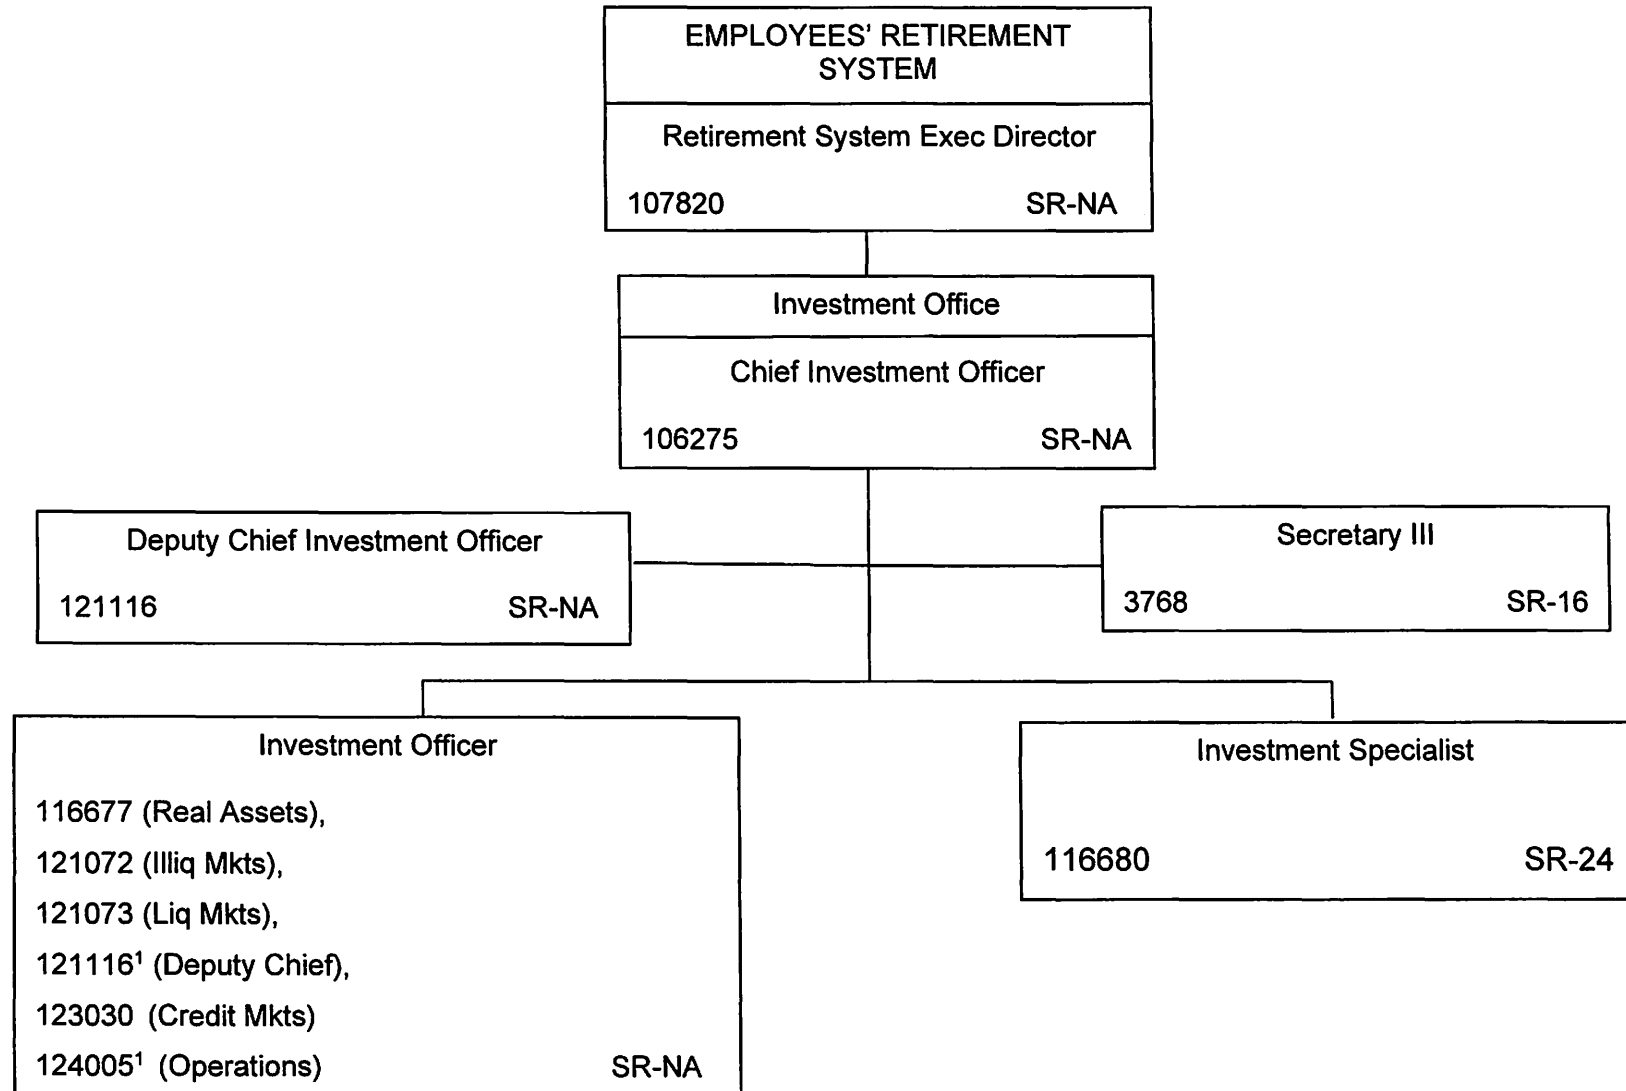 EMPLOYEES' RETIREMENT
SYSTEM
Retirement System Exec Director
107820 SR-NA
Investment Office
Chief Investment Officer
106275 SR-NA
Deputy Chief Investment Officer
121116 SR-NA
Secretary III
3768 SR-16
Investment Officer
116677 (Real Assets),
121072 (Illiq Mkts),
121073 (Liq Mkts),
121116¹ (Deputy Chief),
123030 (Credit Mkts)
124005¹ (Operations) SR-NA
Investment Specialist
116680 SR-24